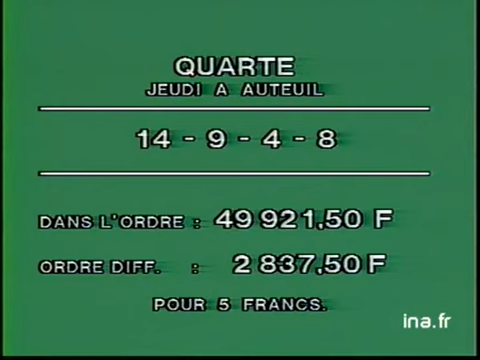 QUARTE
JEUDI A AUTEUIL
14 - 9 - 4 - 8
DANS L'ORDRE : 49 921,50 F
ORDRE DIFF. : 2 837,50 F
POUR 5 FRANCS.
ina.fr